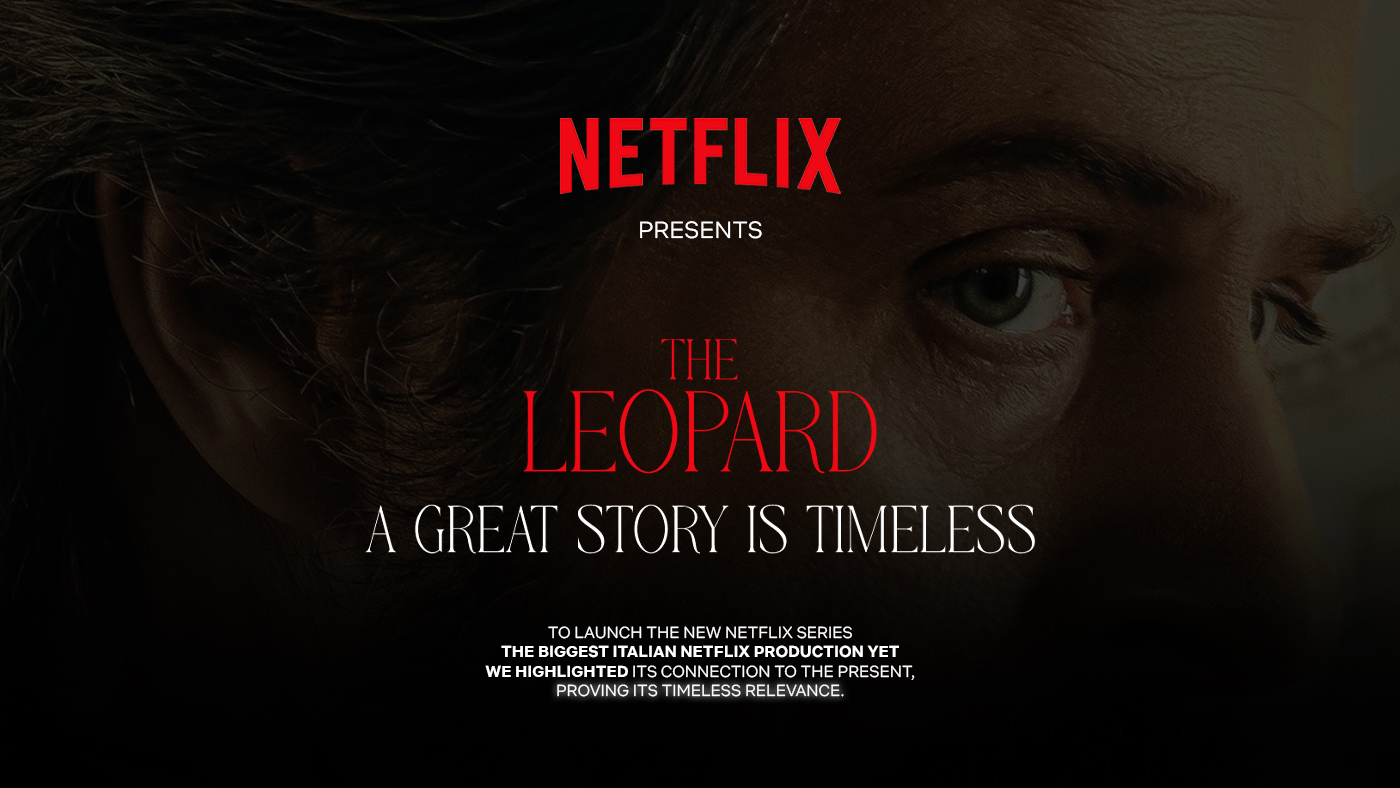 NETFLIX
PRESENTS
THE
LEOPARD
A GREAT STORY IS TIMELESS
TO LAUNCH THE NEW NETFLIX SERIES
THE BIGGEST ITALIAN NETFLIX PRODUCTION YET
WE HIGHLIGHTED ITS CONNECTION TO THE PRESENT,
PROVING ITS TIMELESS RELEVANCE.